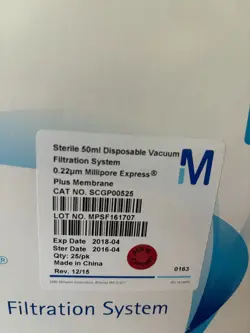 Sterile 50ml Disposable Vacuum
Filtration System
0.22µm Millipore Express®
Plus Membrane
CAT NO. SCGP00525
M
LOT NO. MPSF161707
Exp Date 2018-04
Ster Date 2016-04
Qty: 25/pk
Made in China
Rev. 12/15
0163
®
n System
Filtration System